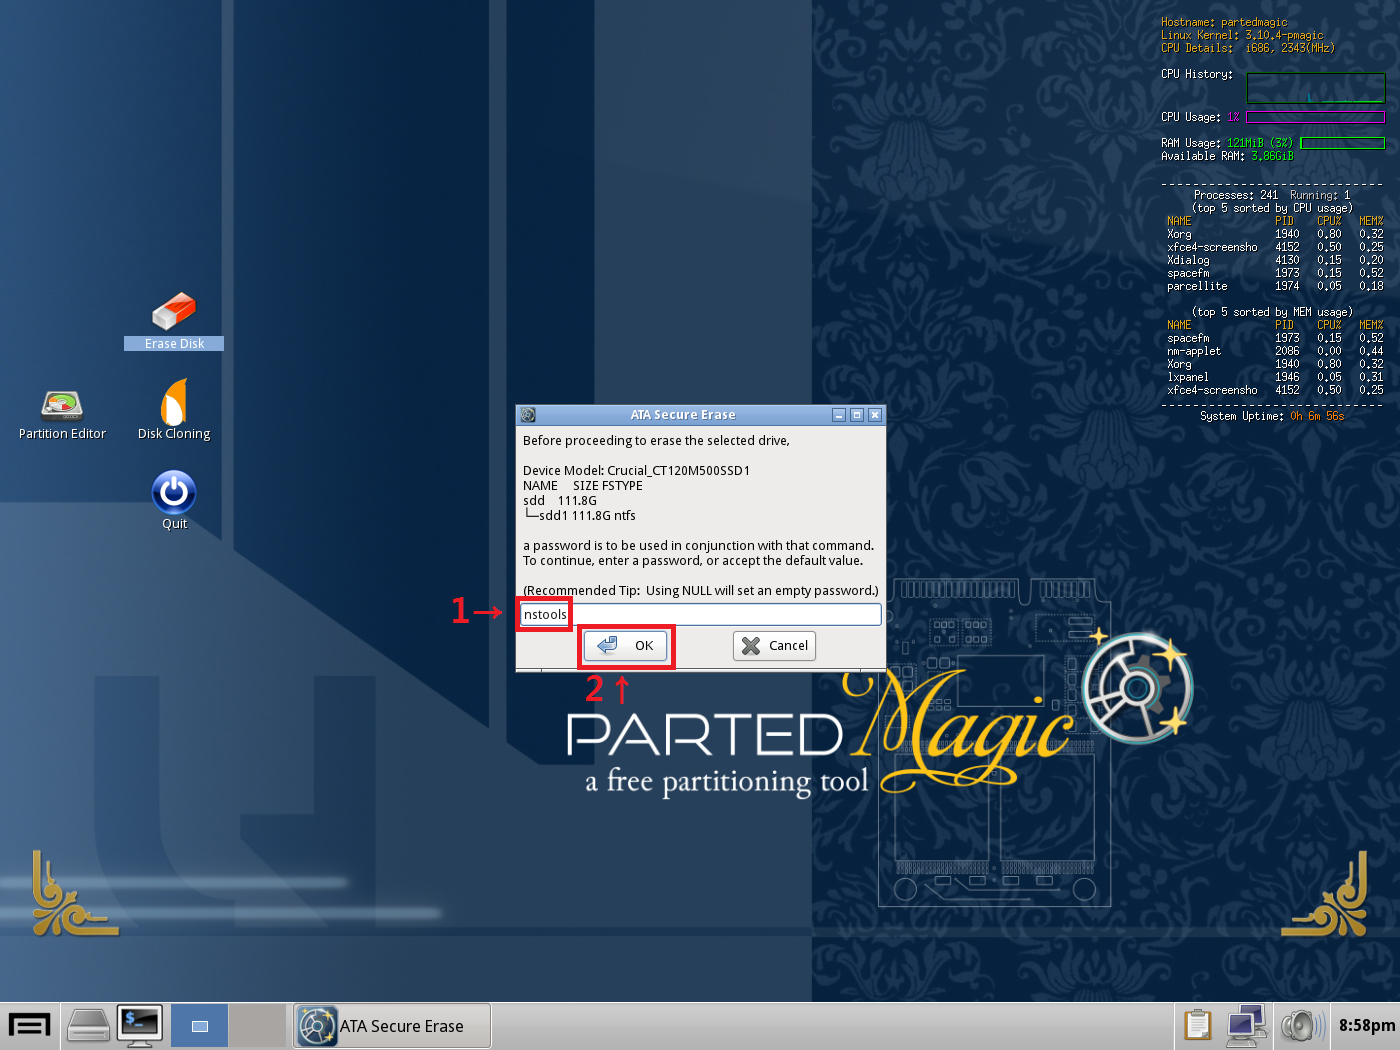 Hostname: partedmagic
Linux Kernel: 3.10.4-pmagic
CPU Details: i686, 2343(MHz)
CPU History:
CPU Usage: 1%
RAM Usage: 121MiB (3%)
Available RAM: 3.86GiB
Processes: 241 Running: 1
(top 5 sorted by CPU usage)
NAME PID CPU% MEM%
Xorg 1940 0.80 0.32
xfce4-screensho 4152 0.50 0.25
Xdialog 4130 0.15 0.20
spacefm 1973 0.15 0.52
parcellite 1974 0.05 0.18
(top 5 sorted by MEM usage)
NAME PID CPU% MEM%
spacefm 1973 0.15 0.52
nm-applet 2086 0.00 0.44
Xorg 1940 0.80 0.32
lxpanel 1946 0.05 0.31
xfce4-screensho 4152 0.50 0.25
System Uptime: 0h 6m 56s
Erase Disk
Partition Editor
Disk Cloning
Quit
ATA Secure Erase
Before proceeding to erase the selected drive,
Device Model: Crucial_CT120M500SSD1
NAME SIZE FSTYPE
sdd 111.8G
└─sdd1 111.8G ntfs
a password is to be used in conjunction with that command.
To continue, enter a password, or accept the default value.
(Recommended Tip: Using NULL will set an empty password.)
1→
nstools
OK
Cancel
2↑
PARTED Magic
a free partitioning tool
$_
ATA Secure Erase
8:58pm